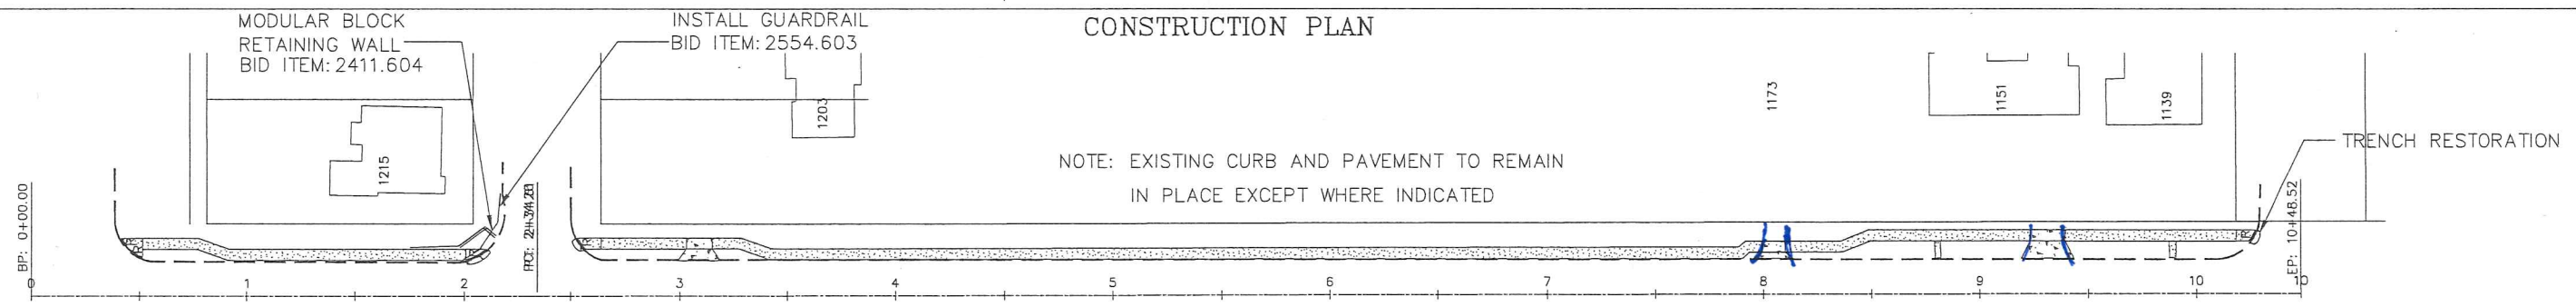 CONSTRUCTION PLAN
MODULAR BLOCK
RETAINING WALL
BID ITEM: 2411.604
INSTALL GUARDRAIL
BID ITEM: 2554.603
1215
1203
1173
1151
1139
TRENCH RESTORATION
NOTE: EXISTING CURB AND PAVEMENT TO REMAIN
IN PLACE EXCEPT WHERE INDICATED
BP: 0+00.00
EP: 10+48.52
R
R
R
R
0 1 2 3 4 5 6 7 8 9 10 10